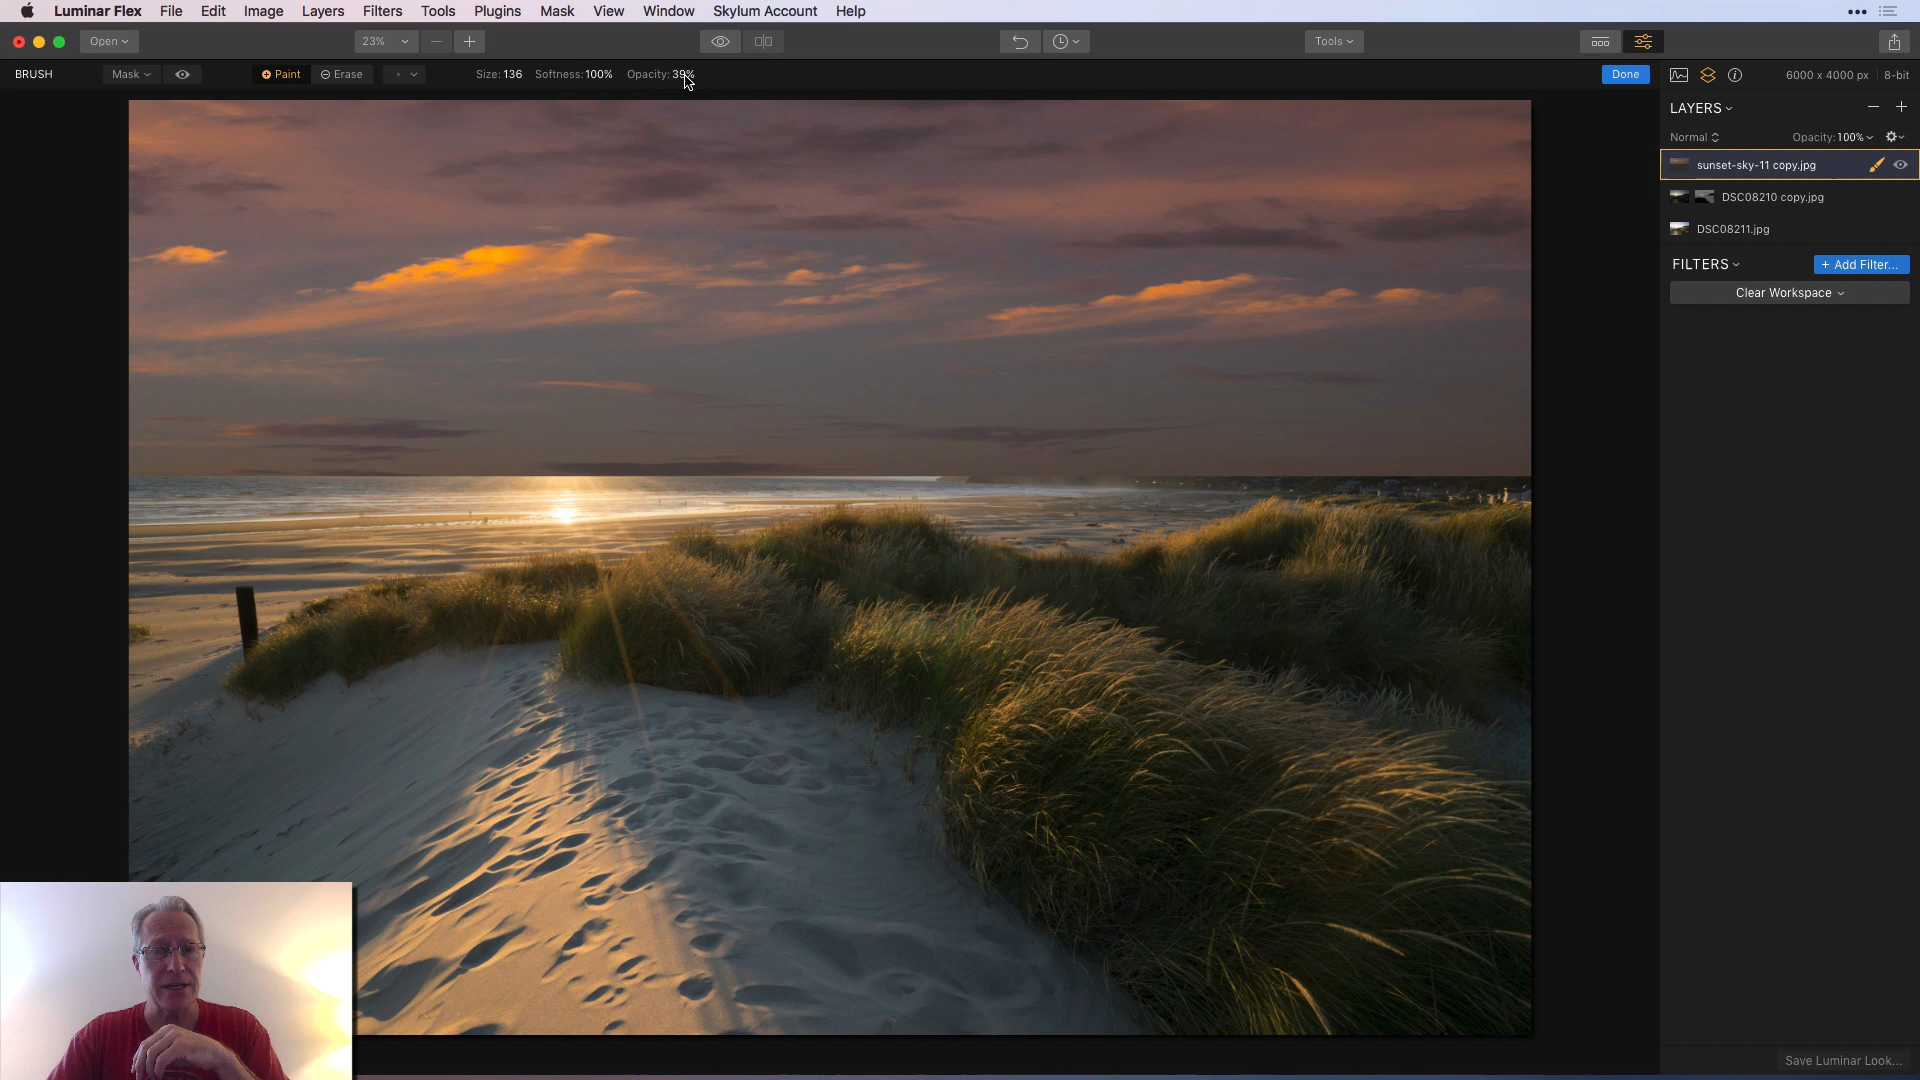 Luminar Flex File Edit Image Layers Filters Tools Plugins Mask View Window Skylum Account Help
Open 23% Tools
BRUSH Mask Paint Erase Size: 136 Softness: 100% Opacity: 39% Done 6000 x 4000 px 8-bit
LAYERS
Normal Opacity: 100%
sunset-sky-11 copy.jpg
DSC08210 copy.jpg
DSC08211.jpg
FILTERS + Add Filter...
Clear Workspace
Save Luminar Look...